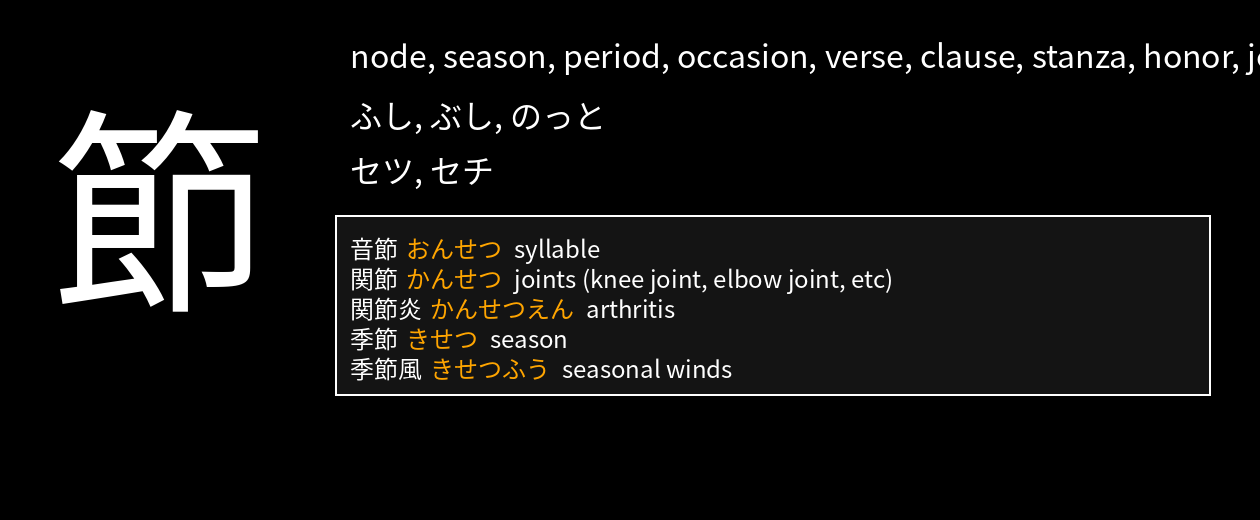 節
node, season, period, occasion, verse, clause, stanza, honor,
ふし, ぶし, のっと
セツ, セチ
音節 おんせつ syllable
関節 かんせつ joints (knee joint, elbow joint, etc)
関節炎 かんせつえん arthritis
季節 きせつ season
季節風 きせつふう seasonal winds